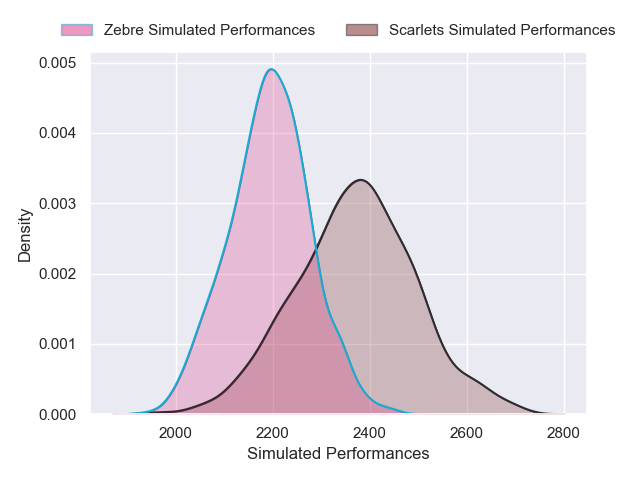 Zebre Simulated Performances
Scarlets Simulated Performances
0.005
0.004
0.003
0.002
0.001
0.000
Density
2000
2200
2400
2600
2800
Simulated Performances